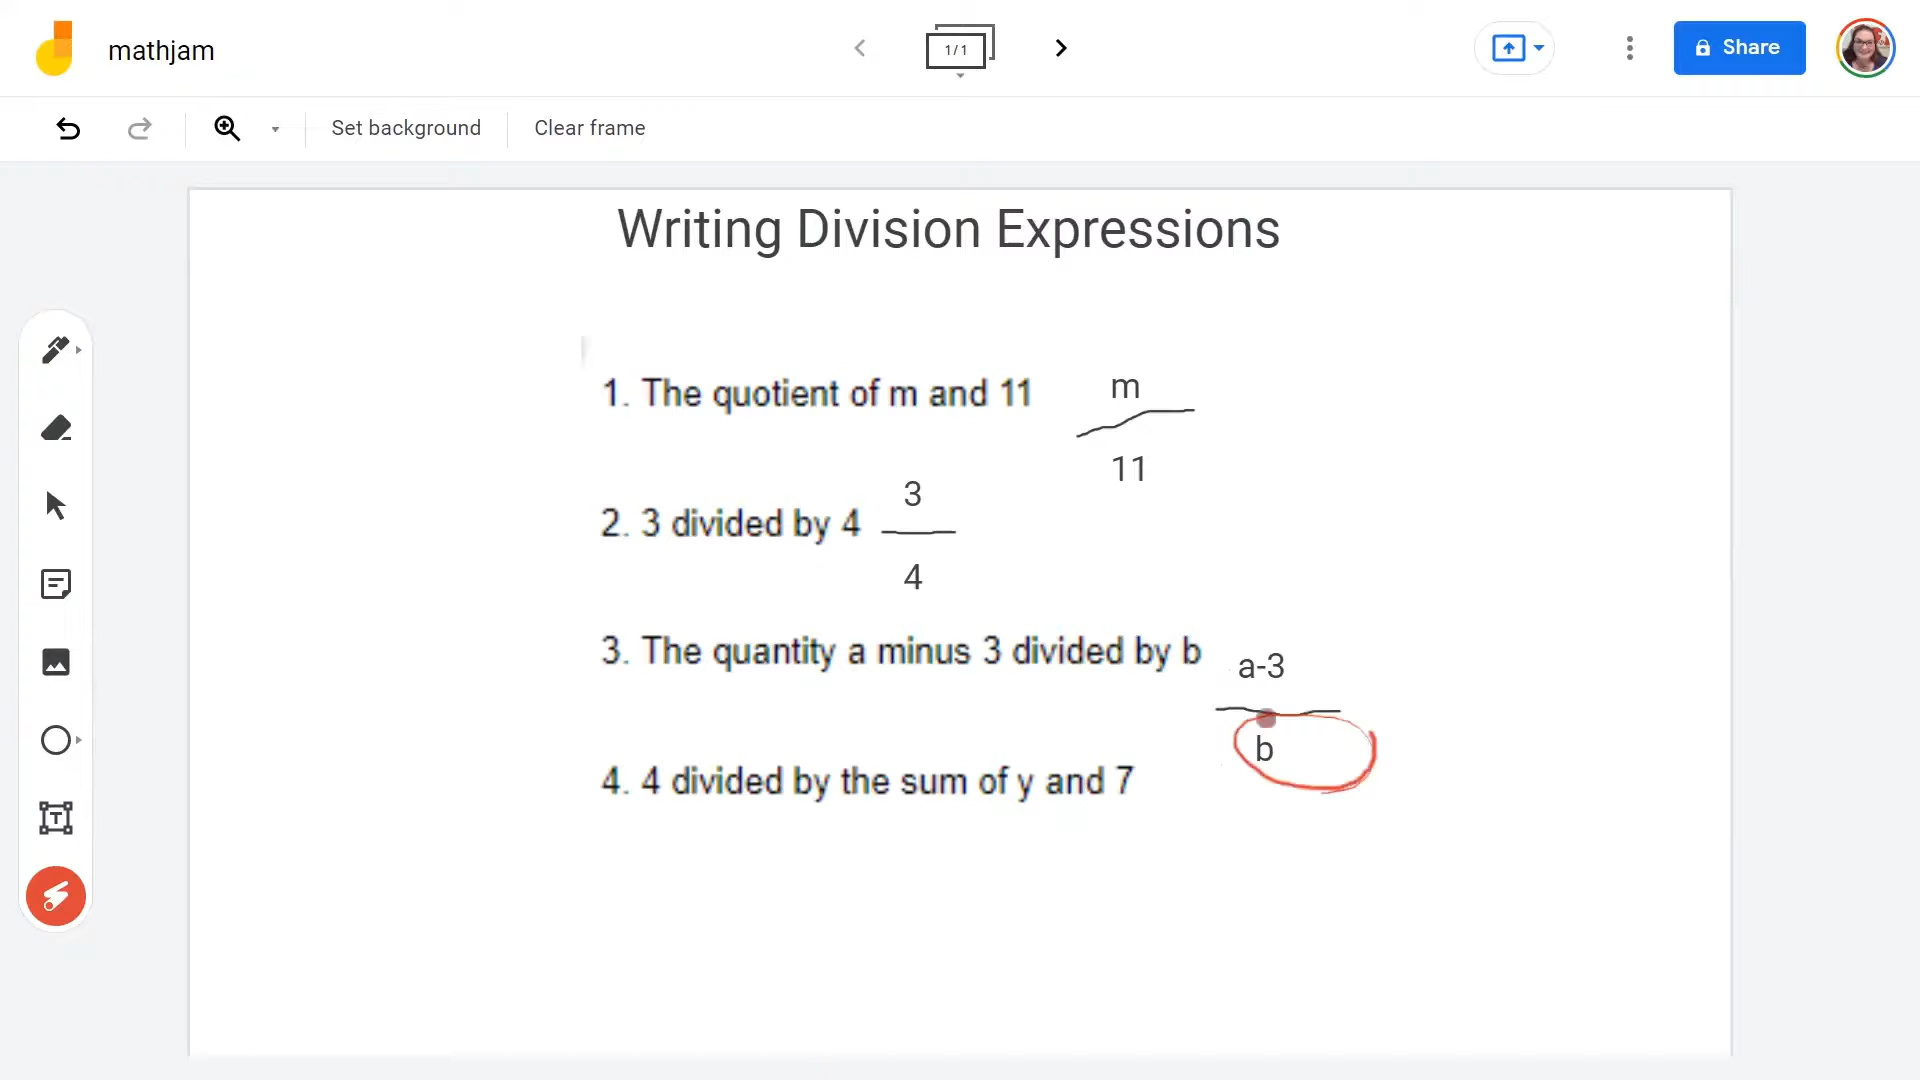 mathjam
1/1
Share
Set background
Clear frame
Writing Division Expressions
1. The quotient of m and 11
m
11
2. 3 divided by 4
3
4
3. The quantity a minus 3 divided by b
a-3
b
4. 4 divided by the sum of y and 7